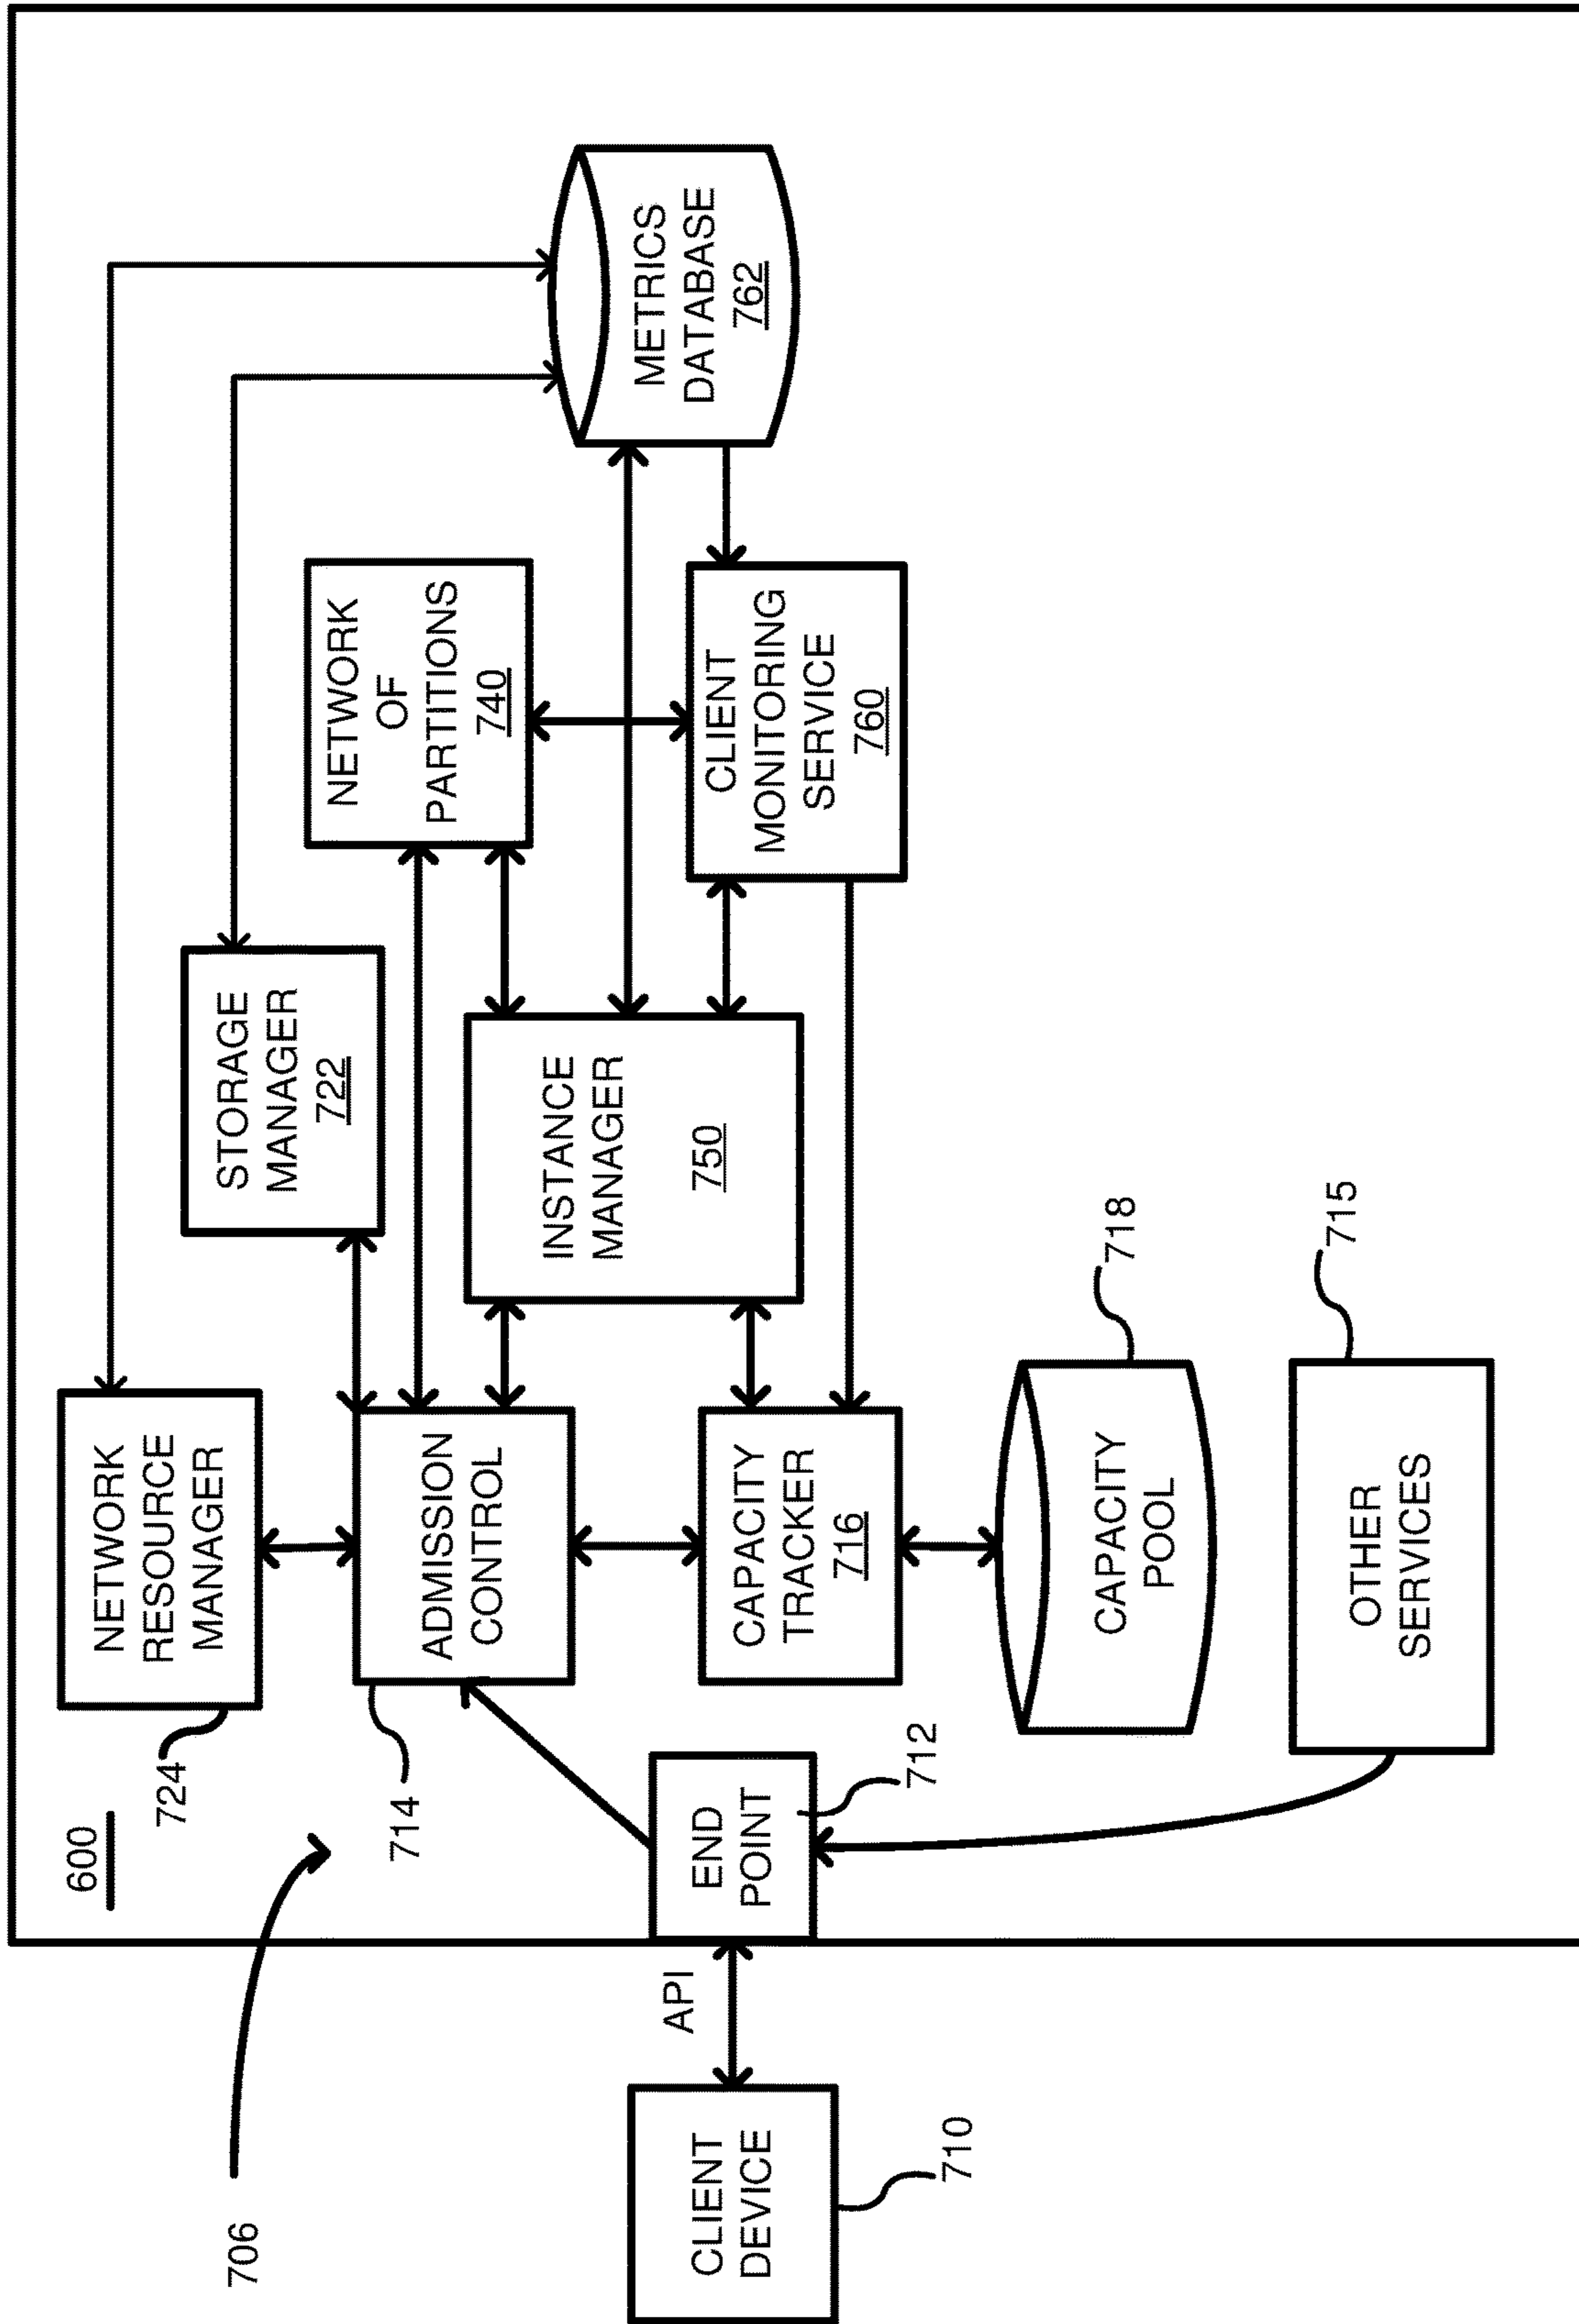 600
706
724
NETWORK
RESOURCE
MANAGER
STORAGE
MANAGER
722
714
ADMISSION
CONTROL
NETWORK
OF
PARTITIONS
740
INSTANCE
MANAGER
750
METRICS
DATABASE
762
CLIENT
DEVICE
710
API
END
POINT
712
CAPACITY
TRACKER
716
CLIENT
MONITORING
SERVICE
760
CAPACITY
POOL
718
OTHER
SERVICES
715